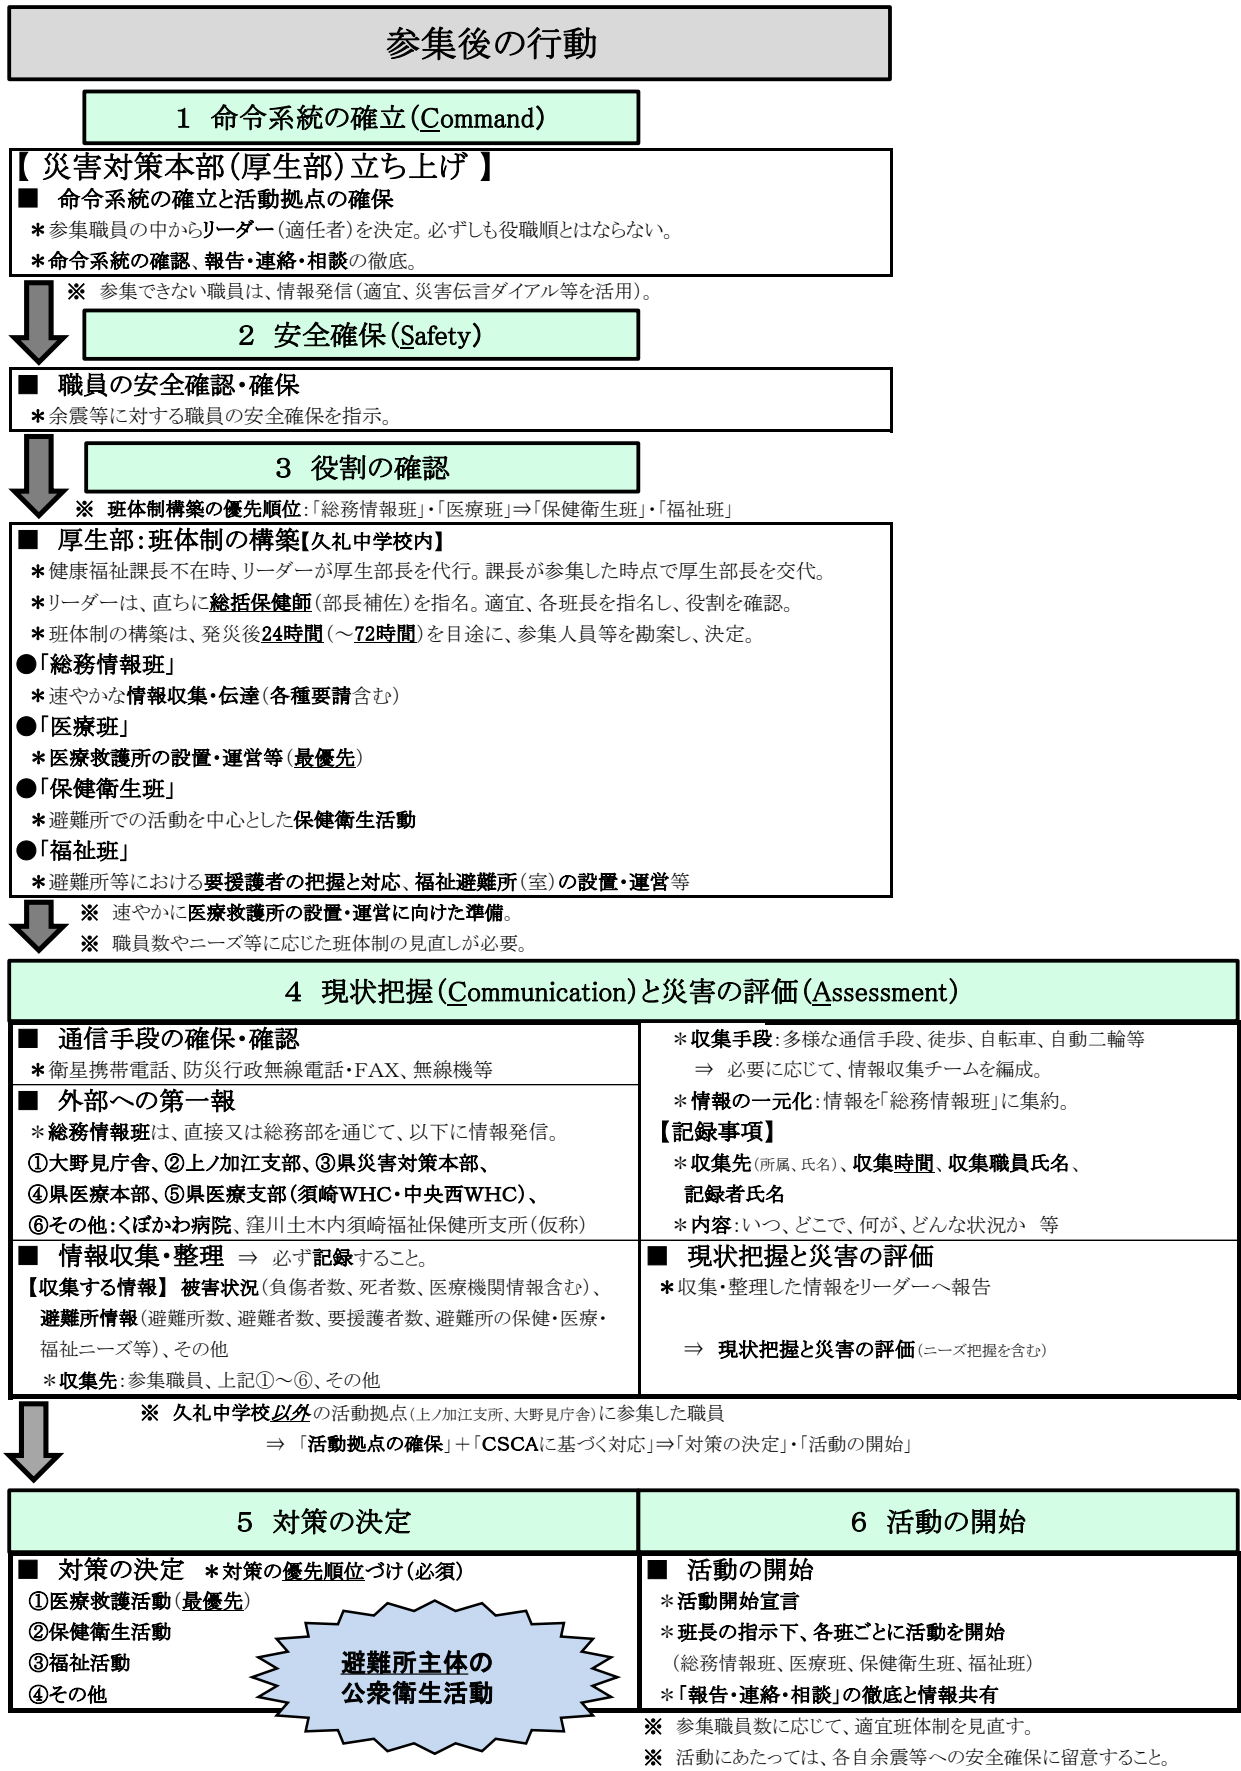 参集後の行動
1 命令系統の確立(Command)
【 災害対策本部(厚生部)立ち上げ 】
■ 命令系統の確立と活動拠点の確保
＊参集職員の中からリーダー(適任者)を決定。必ずしも役職順とはならない。
＊命令系統の確認、報告・連絡・相談の徹底。
※ 参集できない職員は、情報発信(適宜、災害伝言ダイアル等を活用)。
2 安全確保(Safety)
■ 職員の安全確認・確保
＊余震等に対する職員の安全確保を指示。
3 役割の確認
※ 班体制構築の優先順位:「総務情報班」・「医療班」⇒「保健衛生班」・「福祉班」
■ 厚生部:班体制の構築【久礼中学校内】
＊健康福祉課長不在時、リーダーが厚生部長を代行。課長が参集した時点で厚生部長を交代。
＊リーダーは、直ちに総括保健師(部長補佐)を指名。適宜、各班長を指名し、役割を確認。
＊班体制の構築は、発災後24時間(～72時間)を目途に、参集人員等を勘案し、決定。
●「総務情報班」
＊速やかな情報収集・伝達(各種要請含む)
●「医療班」
＊医療救護所の設置・運営等(最優先)
●「保健衛生班」
＊避難所での活動を中心とした保健衛生活動
●「福祉班」
＊避難所等における要援護者の把握と対応、福祉避難所(室)の設置・運営等
※ 速やかに医療救護所の設置・運営に向けた準備。
※ 職員数やニーズ等に応じた班体制の見直しが必要。
4 現状把握(Communication)と災害の評価(Assessment)
■ 通信手段の確保・確認
＊衛星携帯電話、防災行政無線電話・FAX、無線機等
■ 外部への第一報
＊総務情報班は、直接又は総務部を通じて、以下に情報発信。
①大野見庁舎、②上ノ加江支部、③県災害対策本部、
④県医療本部、⑤県医療支部(須崎WHC・中央西WHC)、
⑥その他:くぼかわ病院、窪川土木内須崎福祉保健所支所(仮称)
■ 情報収集・整理 ⇒ 必ず記録すること。
【収集する情報】 被害状況(負傷者数、死者数、医療機関情報含む)、
避難所情報(避難所数、避難者数、要援護者数、避難所の保健・医療・
福祉ニーズ等)、その他
＊収集先:参集職員、上記①～⑥、その他
＊収集手段:多様な通信手段、徒歩、自転車、自動二輪等
⇒ 必要に応じて、情報収集チームを編成。
＊情報の一元化:情報を「総務情報班」に集約。
【記録事項】
＊収集先(所属、氏名)、収集時間、収集職員氏名、
記録者氏名
＊内容:いつ、どこで、何が、どんな状況か 等
■ 現状把握と災害の評価
＊収集・整理した情報をリーダーへ報告
⇒ 現状把握と災害の評価(ニーズ把握を含む)
※ 久礼中学校以外の活動拠点(上ノ加江支所、大野見庁舎)に参集した職員
⇒ 「活動拠点の確保」＋「CSCAに基づく対応」⇒「対策の決定」・「活動の開始」
5 対策の決定
■ 対策の決定 ＊対策の優先順位づけ(必須)
①医療救護活動(最優先)
②保健衛生活動
③福祉活動
④その他
避難所主体の
公衆衛生活動
6 活動の開始
■ 活動の開始
＊活動開始宣言
＊班長の指示下、各班ごとに活動を開始
(総務情報班、医療班、保健衛生班、福祉班)
＊「報告・連絡・相談」の徹底と情報共有
※ 参集職員数に応じて、適宜班体制を見直す。
※ 活動にあたっては、各自余震等への安全確保に留意すること。